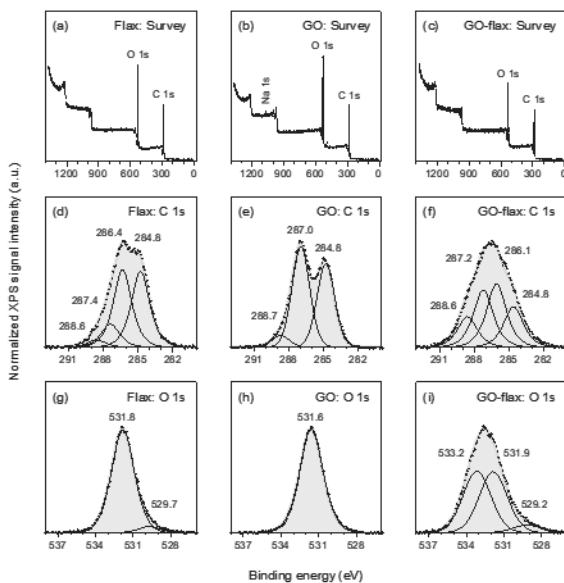 (a) Flax: Survey
O 1s
C 1s
1200 900 600 300 0
(b) GO: Survey
O 1s
Na 1s
C 1s
1200 900 600 300 0
(c) GO-flax: Survey
O 1s
C 1s
1200 900 600 300 0
Normalized XPS signal intensity (a.u.)
(d) Flax: C 1s
286.4 284.8
287.4
288.6
291 288 285 282
(e) GO: C 1s
287.0
284.8
288.7
291 288 285 282
(f) GO-flax: C 1s
287.2 286.1
288.6 284.8
291 288 285 282
(g) Flax: O 1s
531.8
529.7
537 534 531 528
(h) GO: O 1s
531.6
537 534 531 528
(i) GO-flax: O 1s
533.2 531.9
529.2
537 534 531 528
Binding energy (eV)